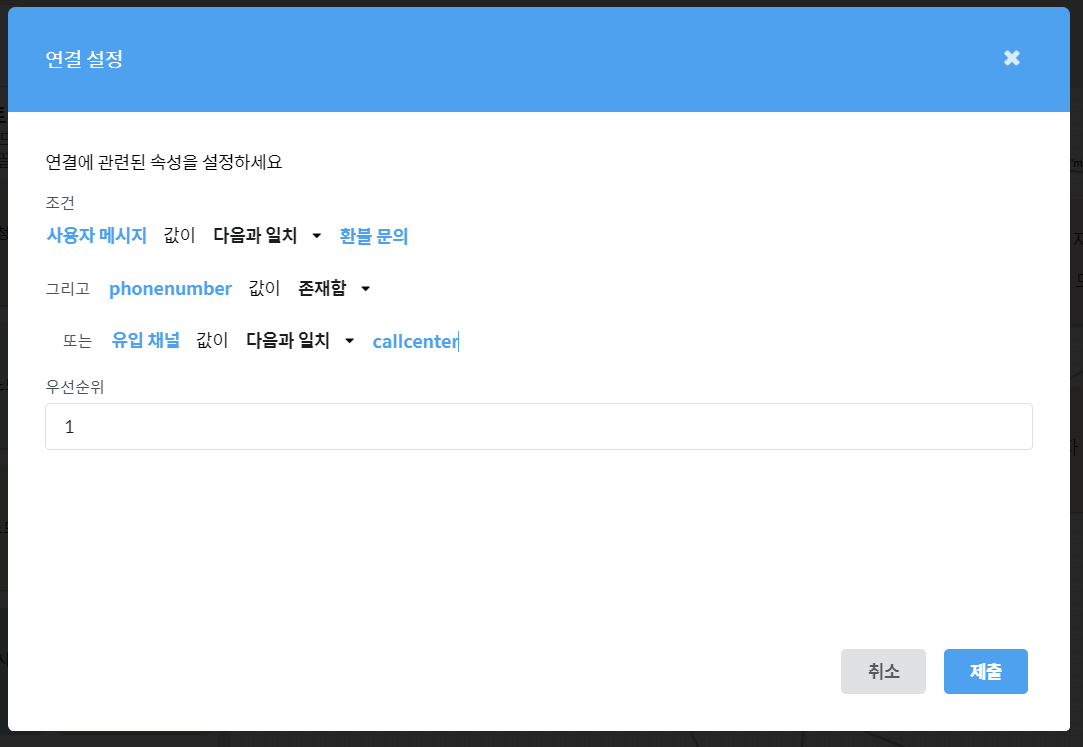 연결 설정
연결에 관련된 속성을 설정하세요
조건
사용자 메시지 값이 다음과 일치 환불 문의
그리고 phonenumber 값이 존재함
또는 유입 채널 값이 다음과 일치 callcenter
우선순위
1
취소 제출